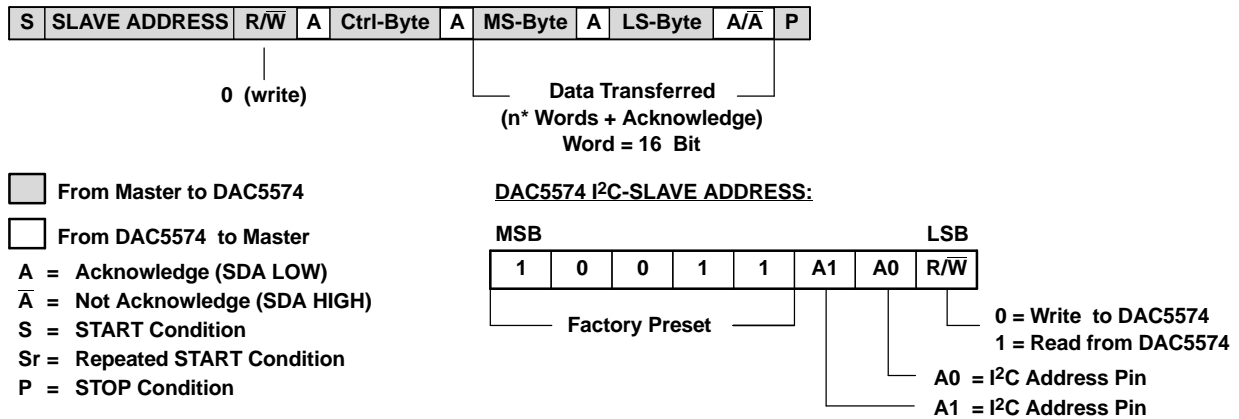 S SLAVE ADDRESS R/W̅ A Ctrl-Byte A MS-Byte A LS-Byte A/A̅ P
0 (write)
Data Transferred
(n* Words + Acknowledge)
Word = 16 Bit
From Master to DAC5574
From DAC5574 to Master
A = Acknowledge (SDA LOW)
A̅ = Not Acknowledge (SDA HIGH)
S = START Condition
Sr = Repeated START Condition
P = STOP Condition
DAC5574 I²C-SLAVE ADDRESS:
MSB LSB
1 0 0 1 1 A1 A0 R/W̅
Factory Preset
0 = Write to DAC5574
1 = Read from DAC5574
A0 = I²C Address Pin
A1 = I²C Address Pin